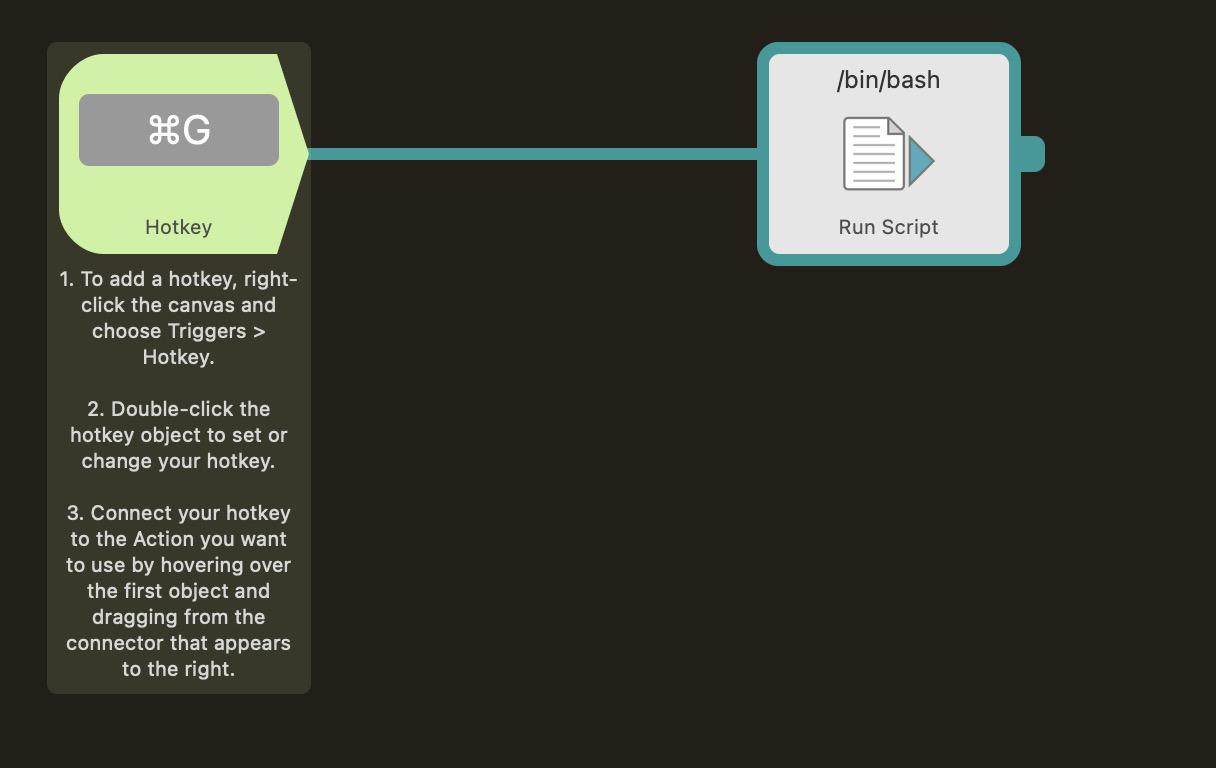 ⌘G
Hotkey
1. To add a hotkey, right-
click the canvas and
choose Triggers >
Hotkey.
2. Double-click the
hotkey object to set or
change your hotkey.
3. Connect your hotkey
to the Action you want
to use by hovering over
the first object and
dragging from the
connector that appears
to the right.
/bin/bash
Run Script